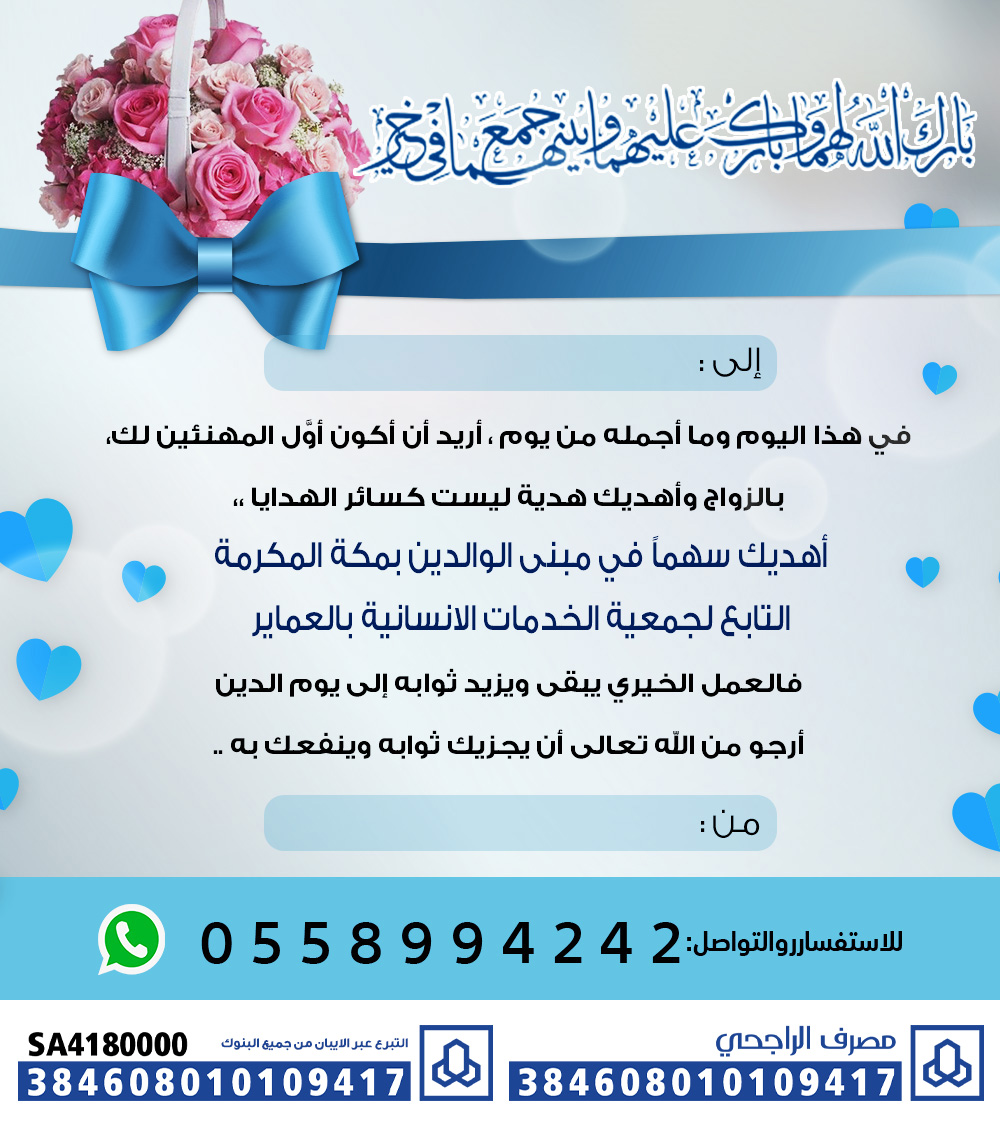 بارك الله لهما وبارك عليهما وجمع بينهما في خير
إلى :
في هذا اليوم وما أجمله من يوم ، أريد أن أكون أوَّل المهنئين لك،
بالزواج وأهديك هدية ليست كسائر الهدايا ،،
أهديك سهماً في مبنى الوالدين بمكة المكرمة
التابع لجمعية الخدمات الانسانية بالعماير
فالعمل الخيري يبقى ويزيد ثوابه إلى يوم الدين
أرجو من الله تعالى أن يجزيك ثوابه وينفعك به ..
من :
للاستفسارر والتواصل: 0558994242
مصرف الراجحي
384608010109417
التبرع عبر الايبان من جميع البنوك SA4180000
384608010109417